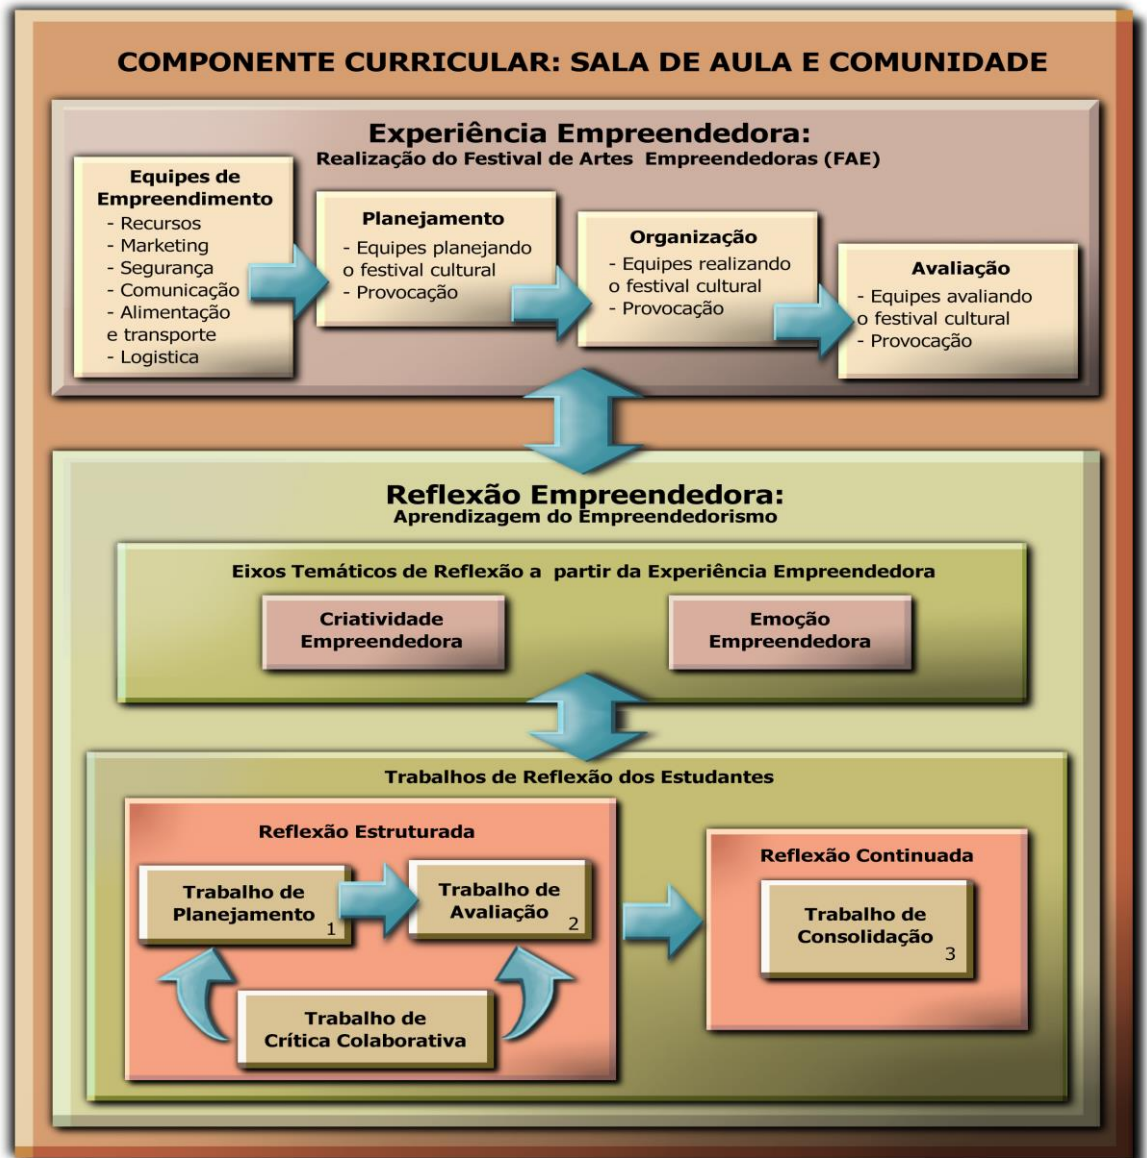 COMPONENTE CURRICULAR: SALA DE AULA E COMUNIDADE
Experiência Empreendedora:
Realização do Festival de Artes Empreendedoras (FAE)
Equipes de
Empreendimento
- Recursos
- Marketing
- Segurança
- Comunicação
- Alimentação
e transporte
- Logistica
Planejamento
- Equipes planejando
o festival cultural
- Provocação
Organização
- Equipes realizando
o festival cultural
- Provocação
Avaliação
- Equipes avaliando
o festival cultural
- Provocação
Reflexão Empreendedora:
Aprendizagem do Empreendedorismo
Eixos Temáticos de Reflexão a partir da Experiência Empreendedora
Criatividade
Empreendedora
Emoção
Empreendedora
Trabalhos de Reflexão dos Estudantes
Reflexão Estruturada
Trabalho de
Planejamento
1
Trabalho de
Avaliação
2
Trabalho de
Crítica Colaborativa
Reflexão Continuada
Trabalho de
Consolidação
3